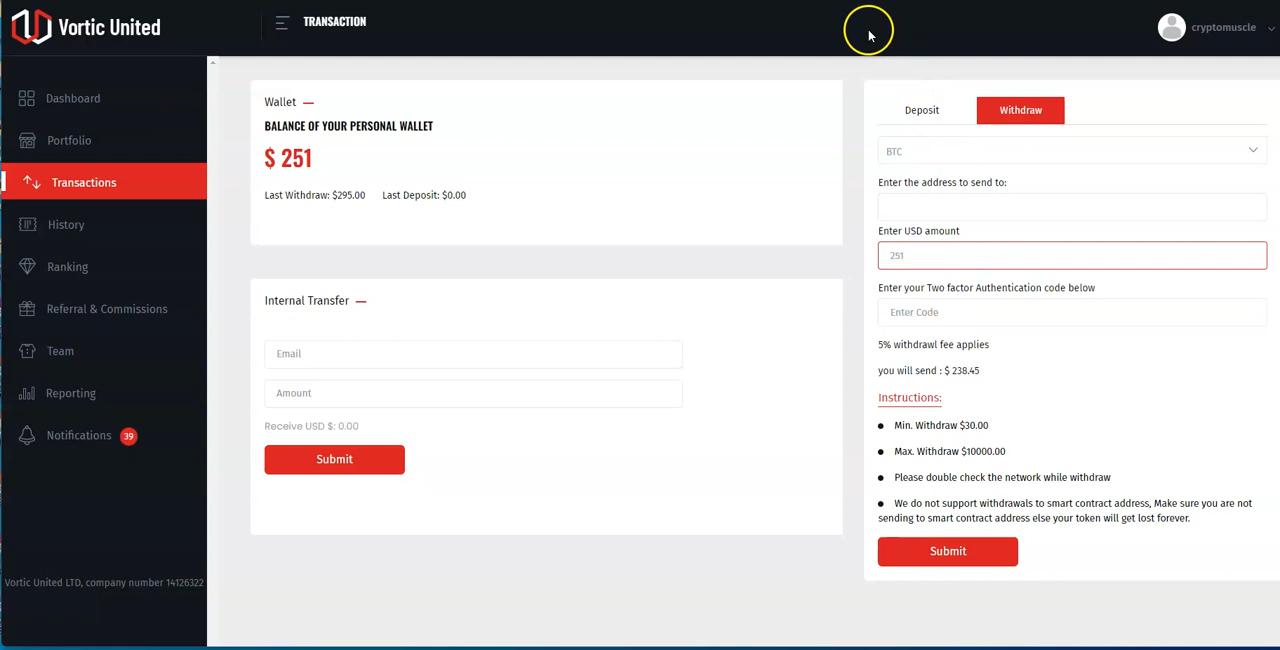 Vortic United
TRANSACTION
cryptomuscle
Dashboard
Portfolio
Transactions
History
Ranking
Referral & Commissions
Team
Reporting
Notifications 39
Vortic United LTD, company number 14126322
Wallet
BALANCE OF YOUR PERSONAL WALLET
$ 251
Last Withdraw: $295.00 Last Deposit: $0.00
Internal Transfer
Email
Amount
Receive USD $: 0.00
Submit
Deposit Withdraw
BTC
Enter the address to send to:
Enter USD amount
251
Enter your Two factor Authentication code below
Enter Code
5% withdrawl fee applies
you will send : $ 238.45
Instructions:
Min. Withdraw $30.00
Max. Withdraw $10000.00
Please double check the network while withdraw
We do not support withdrawals to smart contract address, Make sure you are not
sending to smart contract address else your token will get lost forever.
Submit